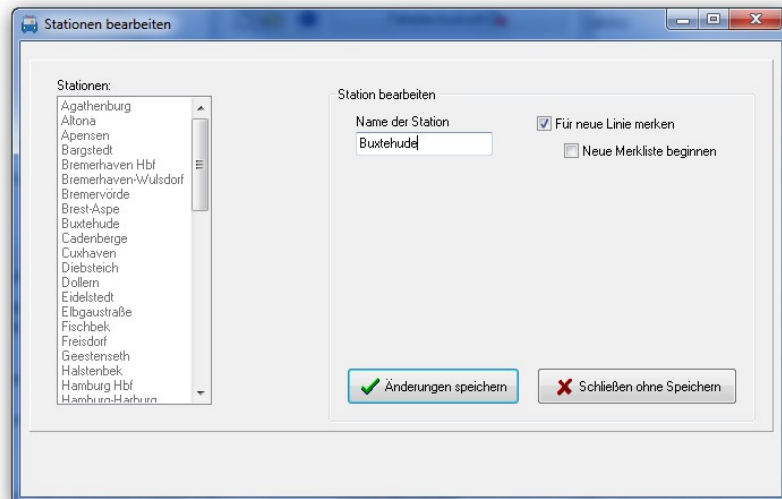 Stationen bearbeiten
Stationen:
Agathenburg
Altona
Apensen
Bargstedt
Bremerhaven Hbf
Bremerhaven-Wulsdorf
Bremervörde
Brest-Aspe
Buxtehude
Cadenberge
Cuxhaven
Diebsteich
Dollern
Eidelstedt
Elbgaustraße
Fischbek
Freisdorf
Geestenseth
Halstenbek
Hamburg Hbf
Hamburg-Harburg
Station bearbeiten
Name der Station
Buxtehude
Für neue Linie merken
Neue Merkliste beginnen
Änderungen speichern
Schließen ohne Speichern